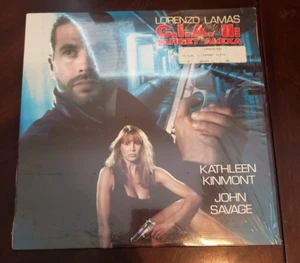 LORENZO LAMAS
C.I.A. II:
TARGET ALEXA
KATHLEEN
KINMONT
JOHN
SAVAGE